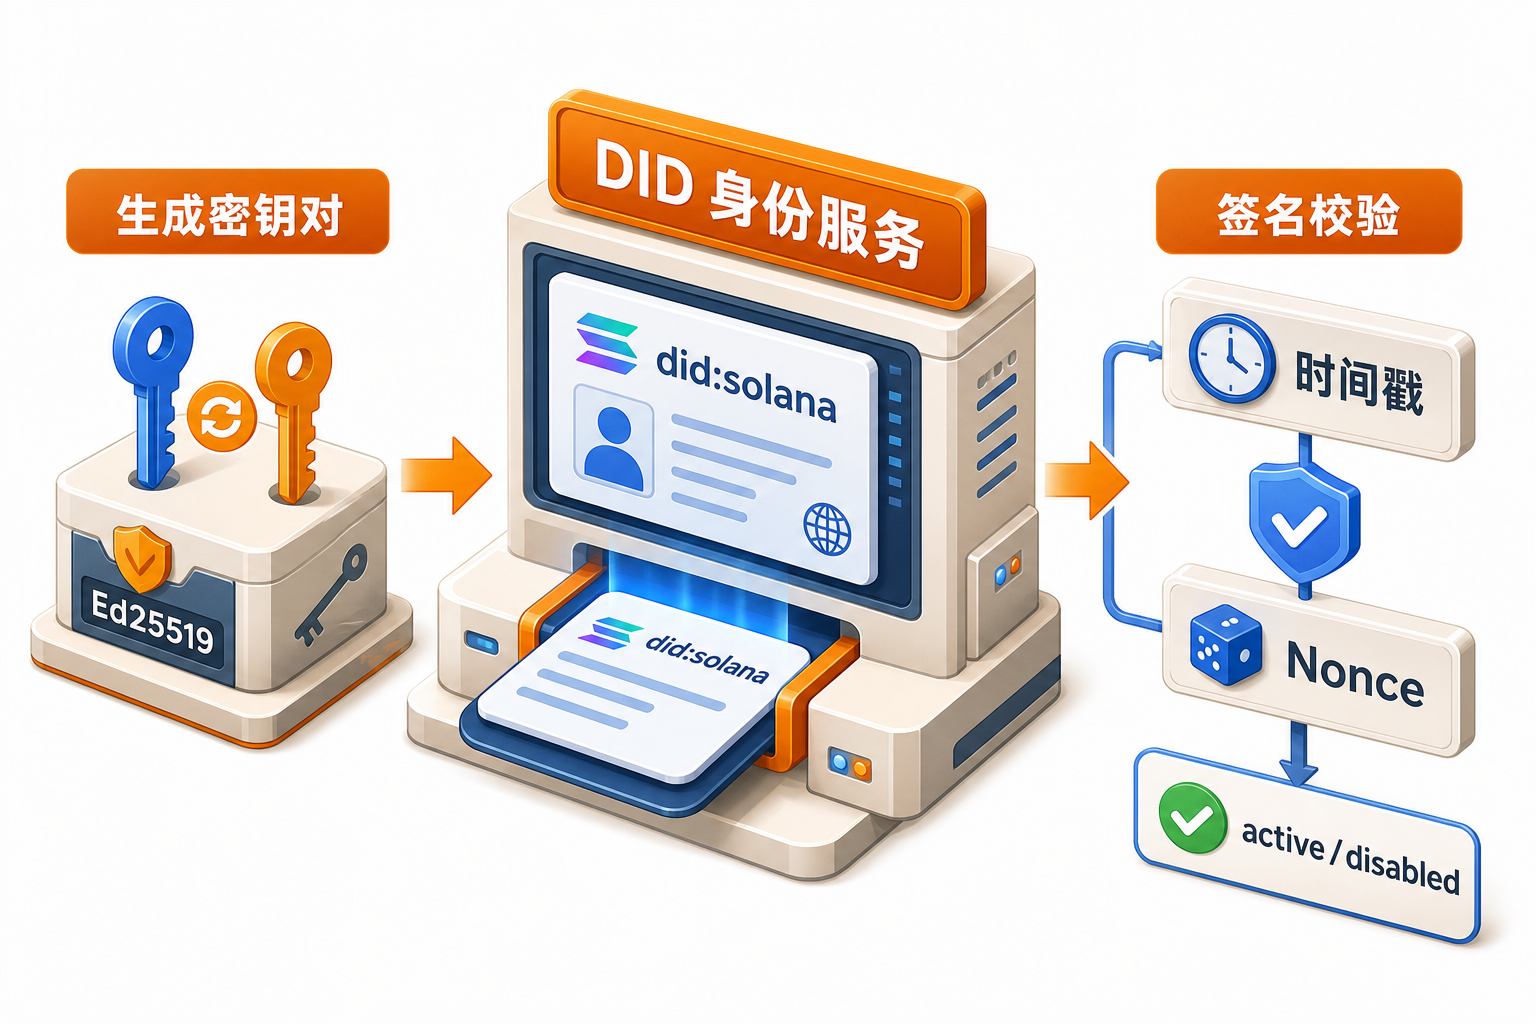 生成密钥对
Ed25519
DID 身份服务
did:solana
did:solana
签名校验
时间戳
Nonce
active / disabled